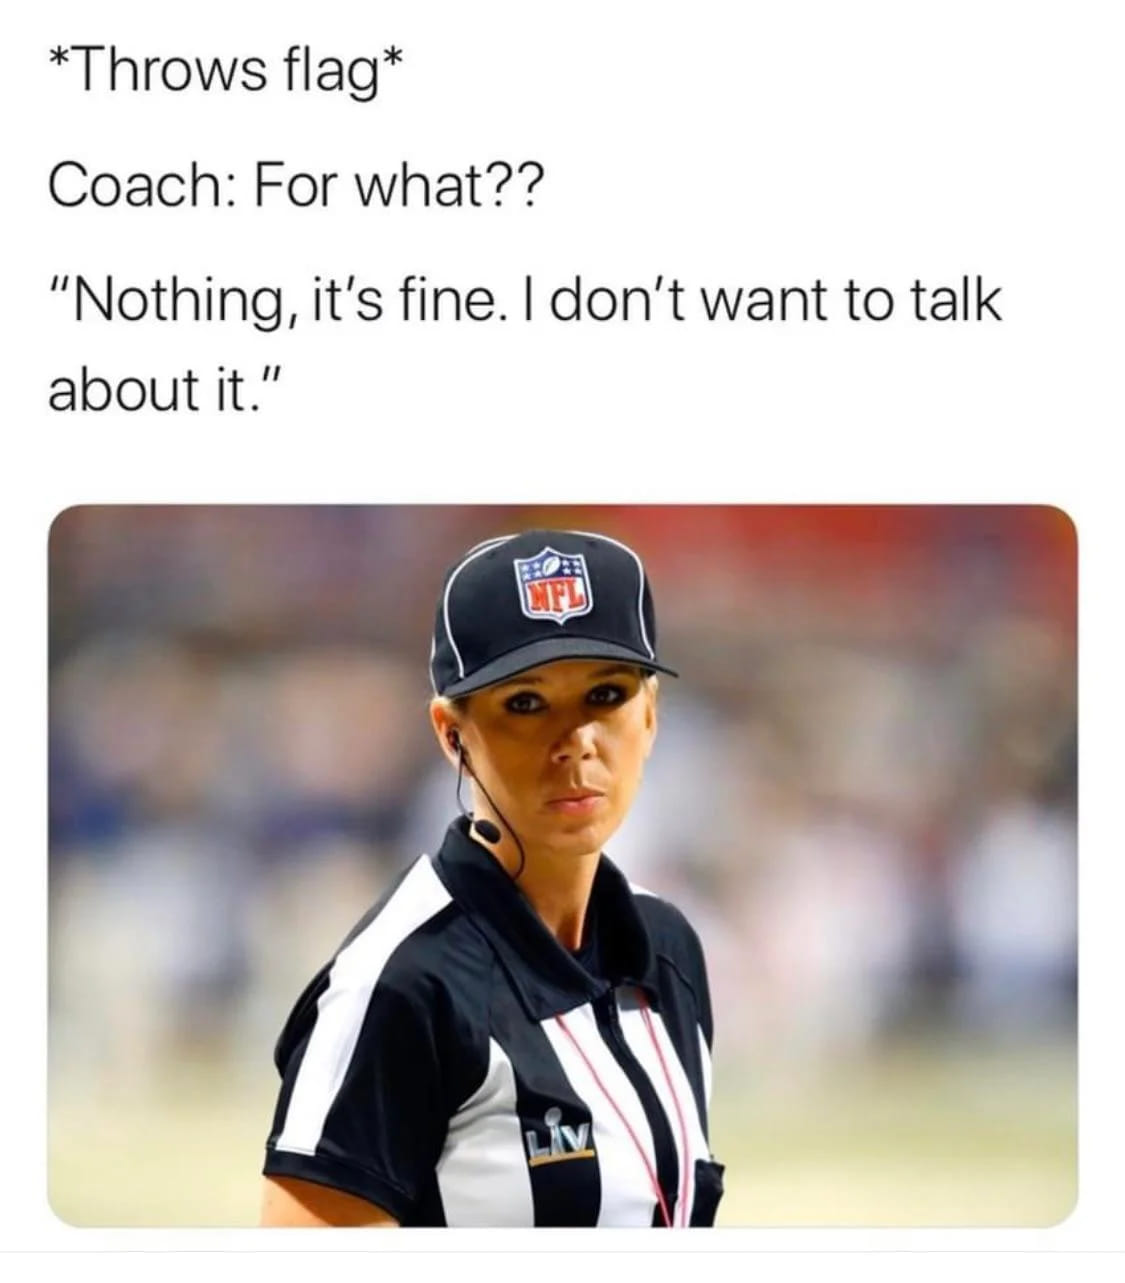 *Throws flag*
Coach: For what??
“Nothing, it’s fine. I don’t want to talk
about it.”
NFL
LIV